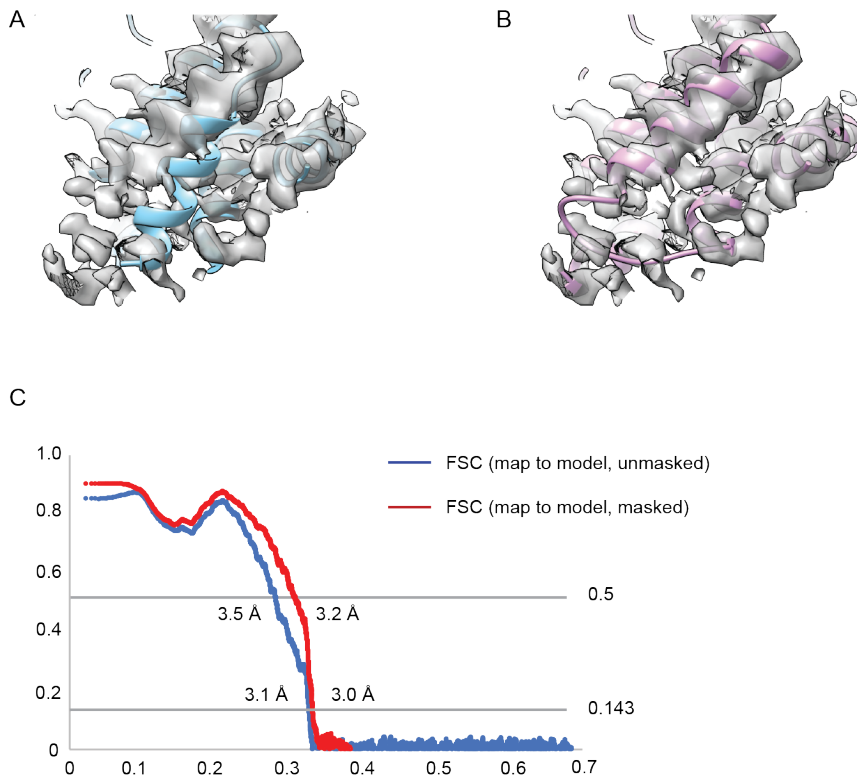 A
B
C
1.0
FSC (map to model, unmasked)
0.8
FSC (map to model, masked)
0.6
0.5
3.5 Å
3.2 Å
0.4
0.2
3.1 Å
3.0 Å
0.143
0
0
0.1
0.2
0.3
0.4
0.5
0.6
0.7